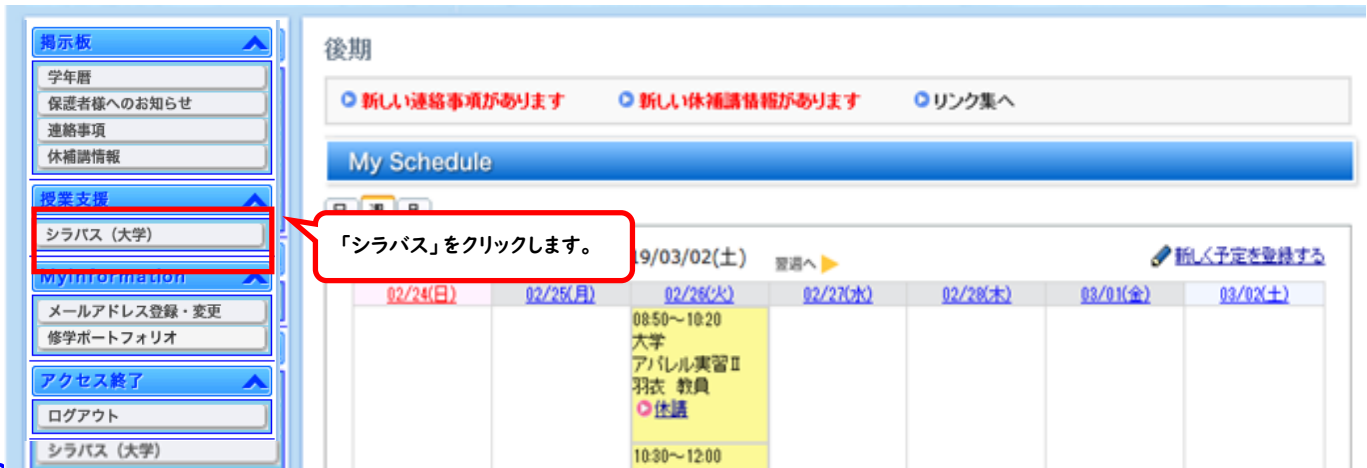 掲示板
学年暦
保護者様へのお知らせ
連絡事項
休補講情報
授業支援
シラバス（大学）
MyInformation
メールアドレス登録・変更
修学ポートフォリオ
アクセス終了
ログアウト
シラバス（大学）
後期
新しい連絡事項があります 新しい休補講情報があります リンク集へ
My Schedule
「シラバス」をクリックします。
19/03/02(土) 翌週へ 新しく予定を登録する
02/24(日) 02/25(月) 02/26(火) 02/27(水) 02/28(木) 03/01(金) 03/02(土)
08:50～10:20
大学
アパレル実習Ⅱ
羽衣 教員
休講
10:30～12:00